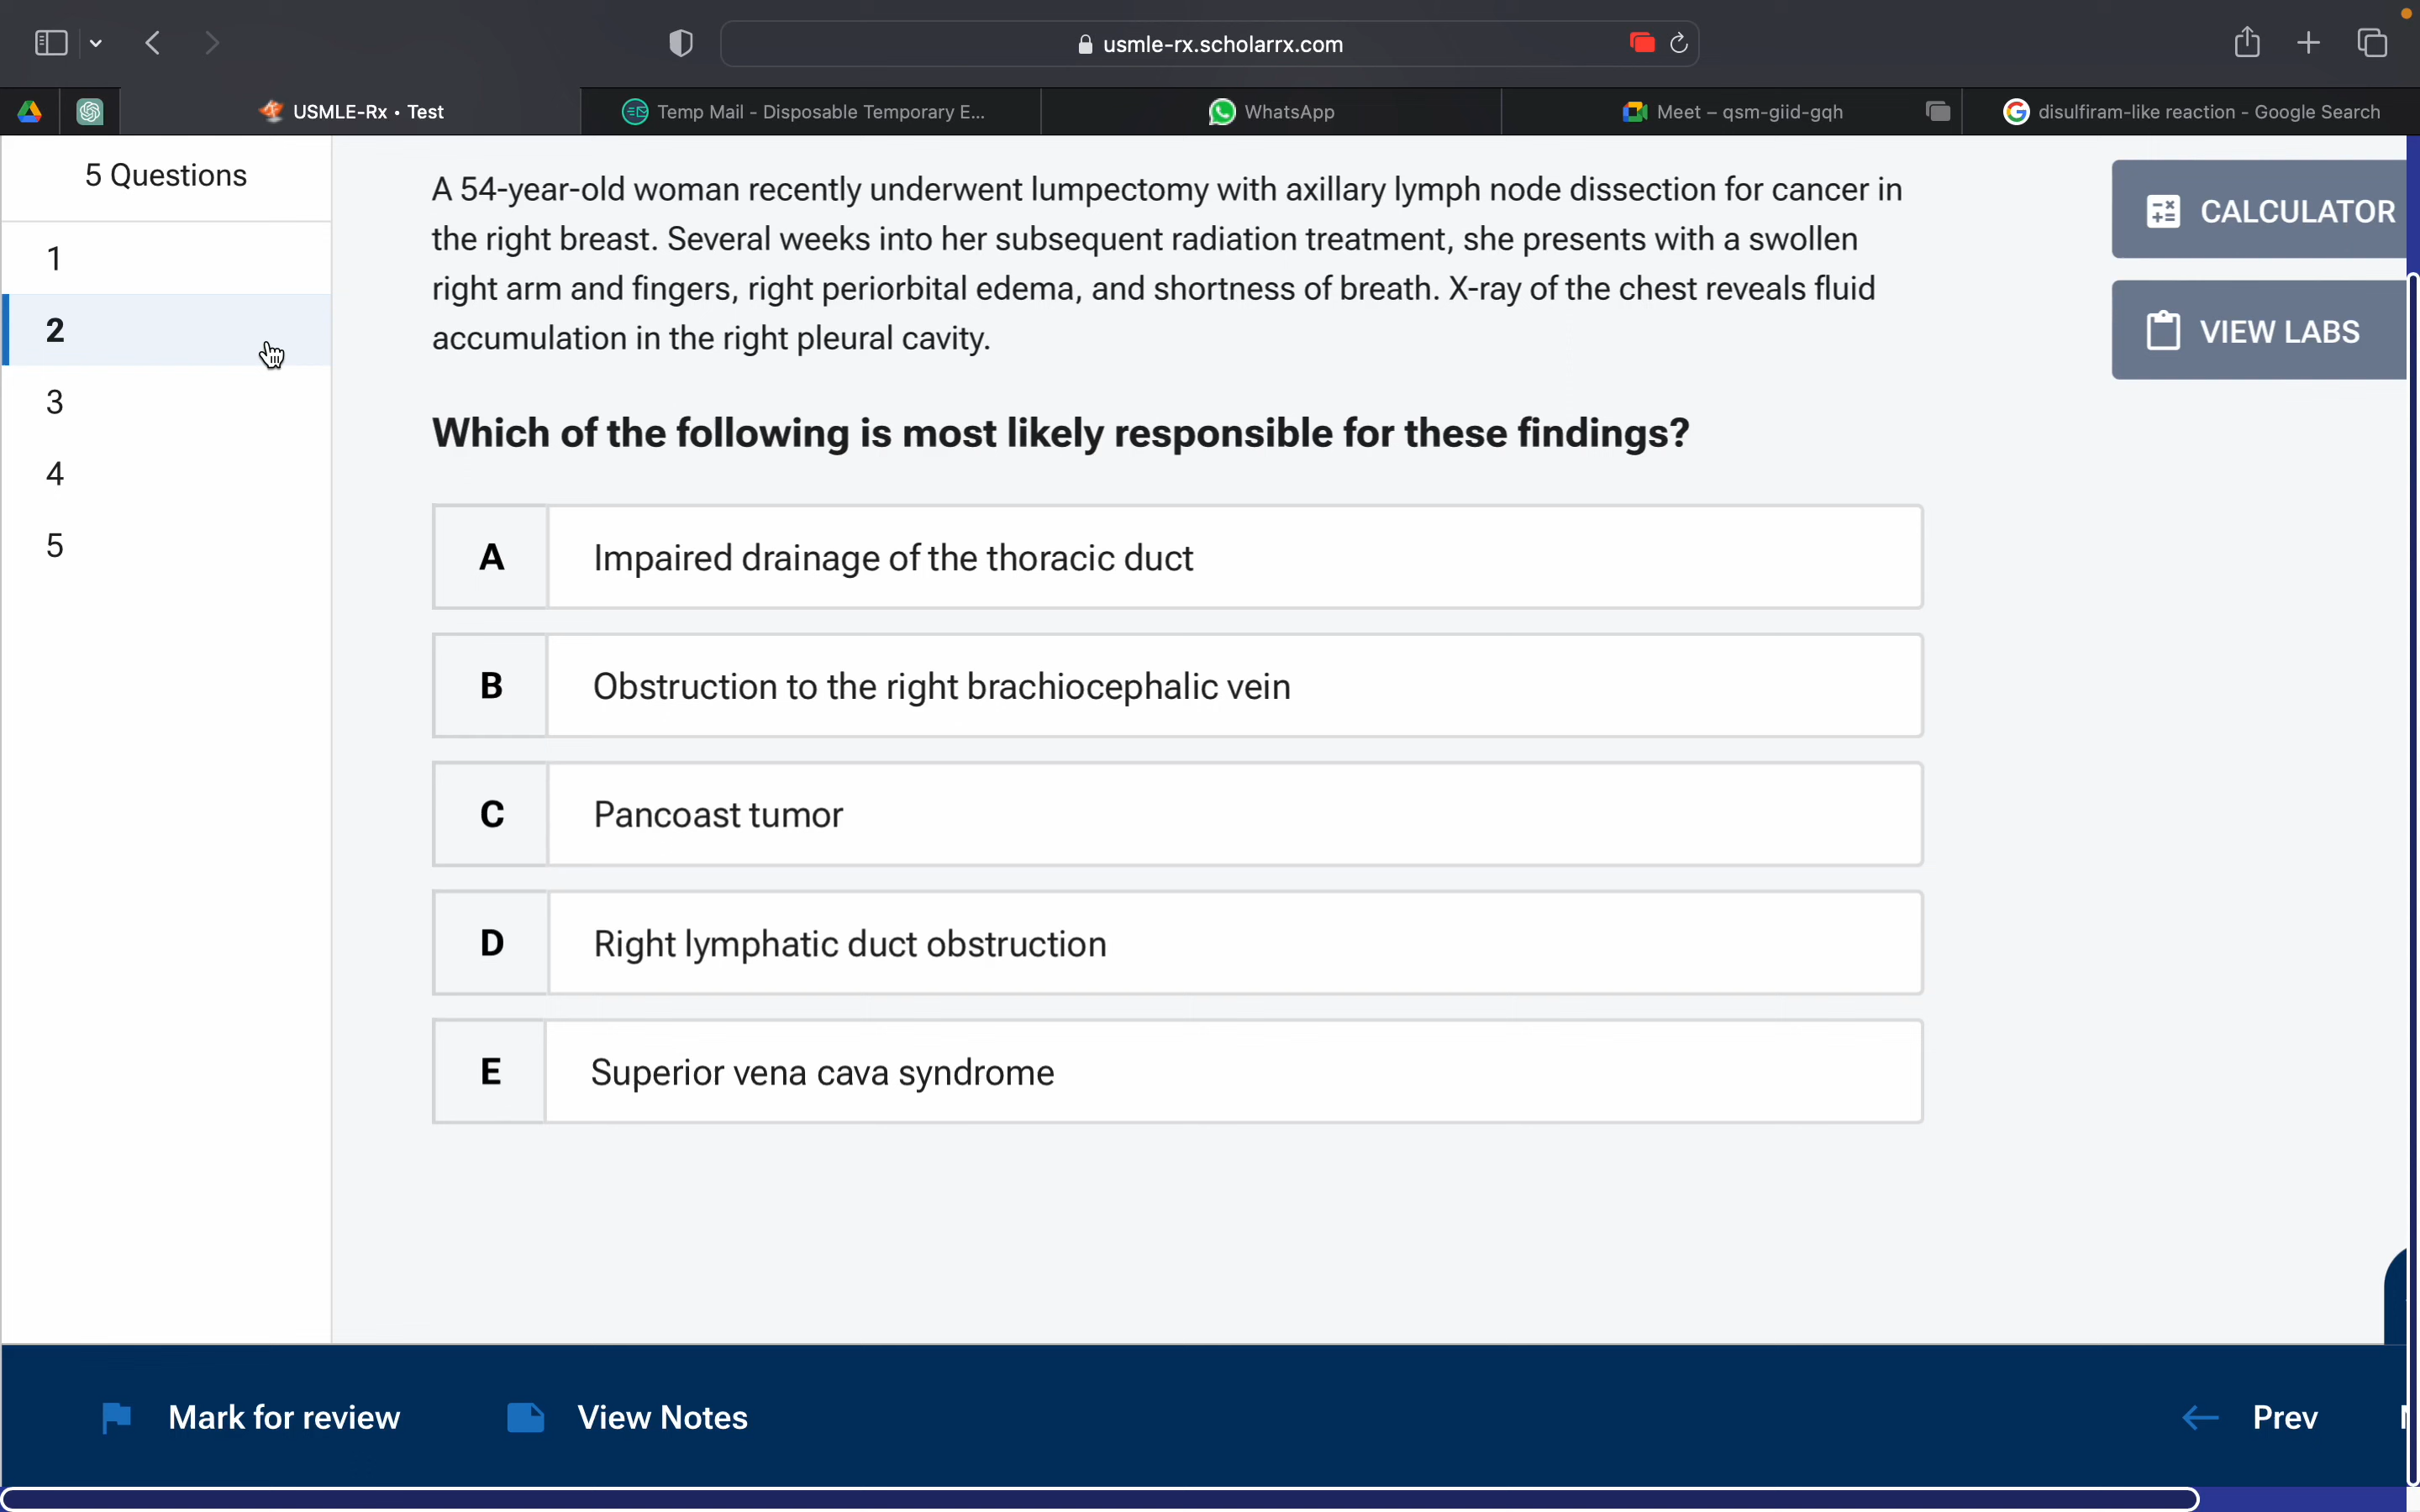 usmle-rx.scholarrx.com
USMLE-Rx • Test
Temp Mail - Disposable Temporary E...
WhatsApp
Meet – qsm-giid-gqh
disulfiram-like reaction - Google Search
5 Questions
1
2
3
4
5
A 54-year-old woman recently underwent lumpectomy with axillary lymph node dissection for cancer in
the right breast. Several weeks into her subsequent radiation treatment, she presents with a swollen
right arm and fingers, right periorbital edema, and shortness of breath. X-ray of the chest reveals fluid
accumulation in the right pleural cavity.
Which of the following is most likely responsible for these findings?
A Impaired drainage of the thoracic duct
B Obstruction to the right brachiocephalic vein
C Pancoast tumor
D Right lymphatic duct obstruction
E Superior vena cava syndrome
CALCULATOR
VIEW LABS
Mark for review
View Notes
Prev